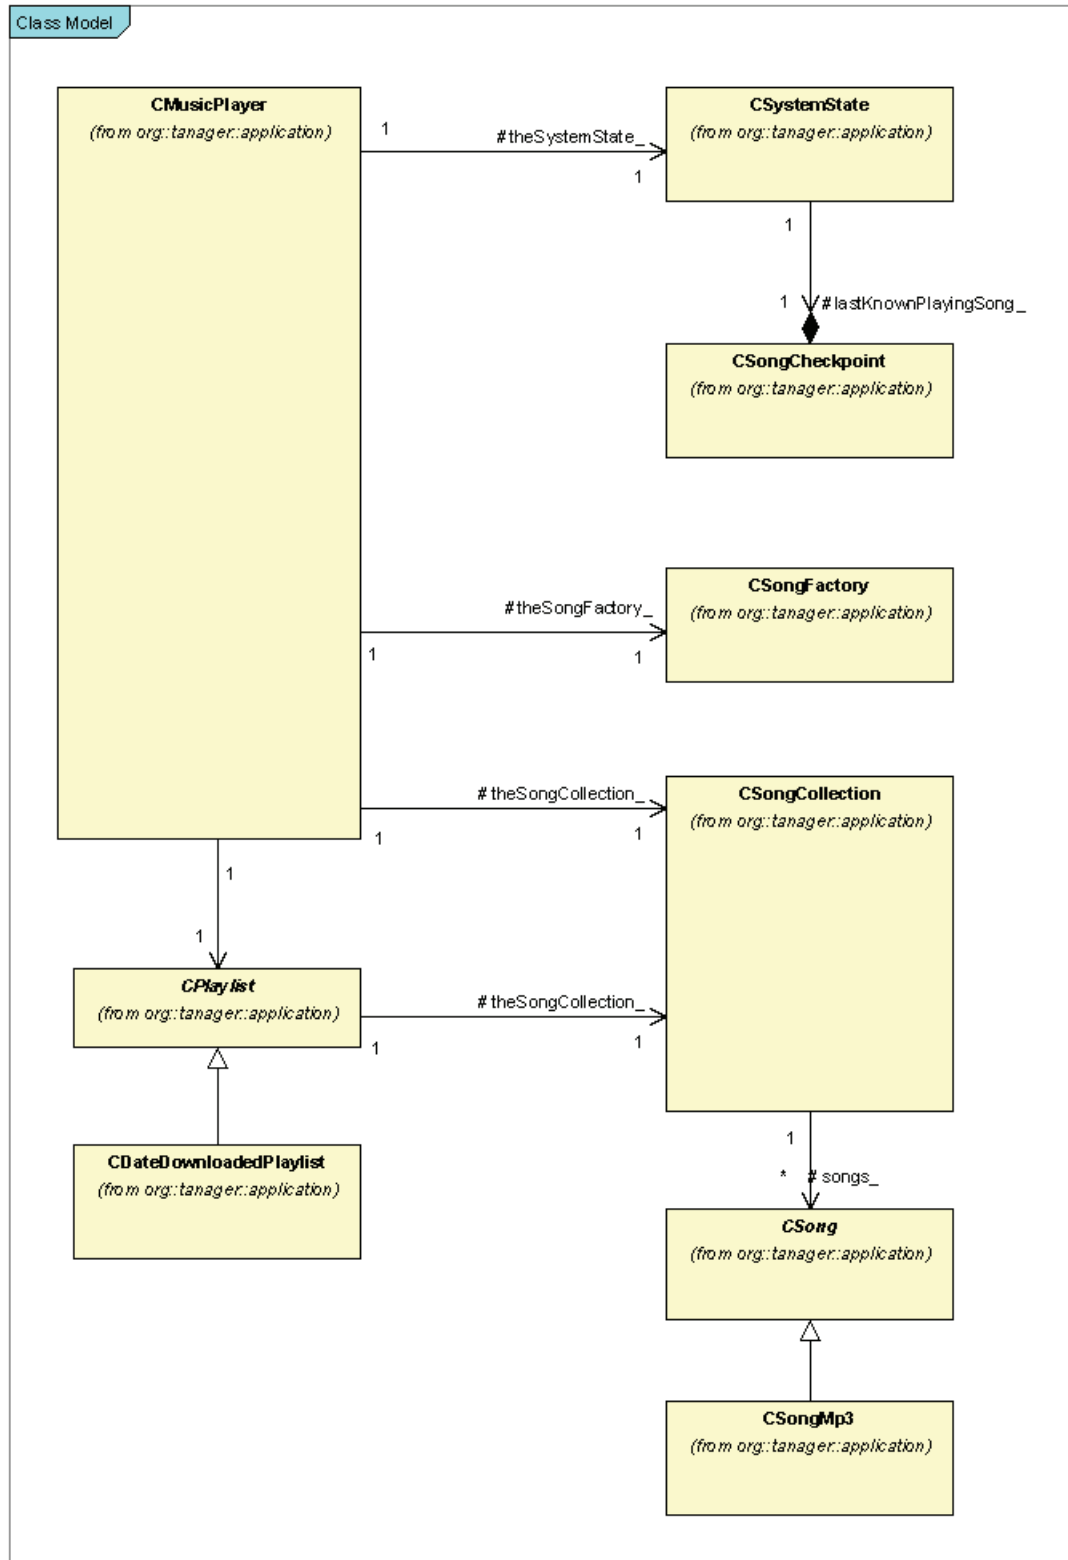 Class Model
CMusicPlayer
(from org::tanager::application)
1
#theSystemState_
1
CSystemState
(from org::tanager::application)
1
1
#lastKnownPlayingSong_
CSongCheckpoint
(from org::tanager::application)
#theSongFactory_
1
1
CSongFactory
(from org::tanager::application)
#theSongCollection_
1
1
CSongCollection
(from org::tanager::application)
1
1
CPlaylist
(from org::tanager::application)
#theSongCollection_
1
1
CDateDownloadedPlaylist
(from org::tanager::application)
1
* #songs_
CSong
(from org::tanager::application)
CSongMp3
(from org::tanager::application)